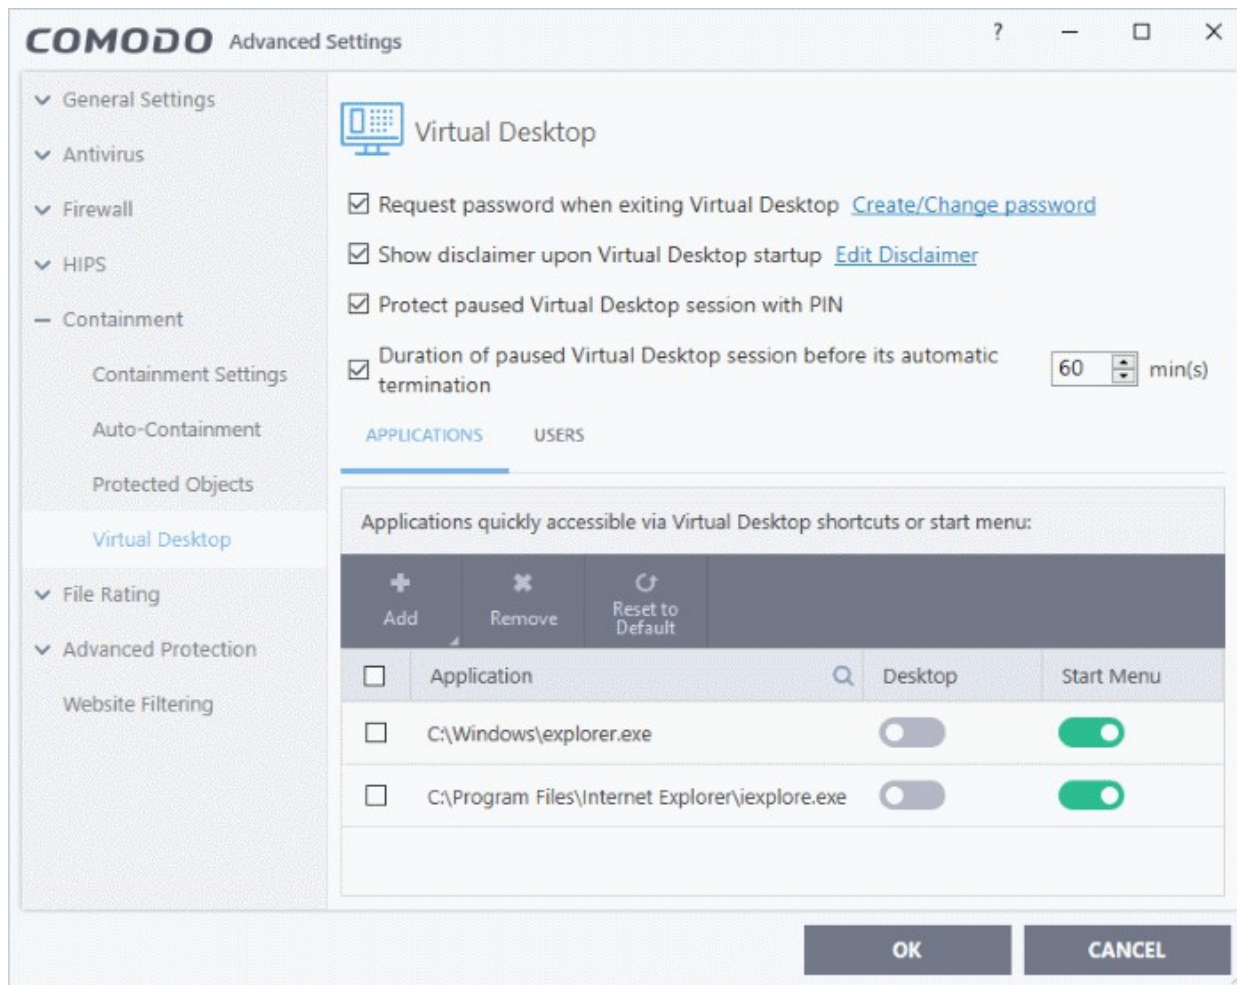 COMODO Advanced Settings ?
General Settings
Antivirus
Firewall
HIPS
Containment
Containment Settings
Auto-Containment
Protected Objects
Virtual Desktop
File Rating
Advanced Protection
Website Filtering
Virtual Desktop
Request password when exiting Virtual Desktop Create/Change password
Show disclaimer upon Virtual Desktop startup Edit Disclaimer
Protect paused Virtual Desktop session with PIN
Duration of paused Virtual Desktop session before its automatic
termination
60 min(s)
APPLICATIONS USERS
Applications quickly accessible via Virtual Desktop shortcuts or start menu:
Add Remove Reset to
Default
Application Desktop Start Menu
C:\Windows\explorer.exe
C:\Program Files\Internet Explorer\iexplore.exe
OK CANCEL